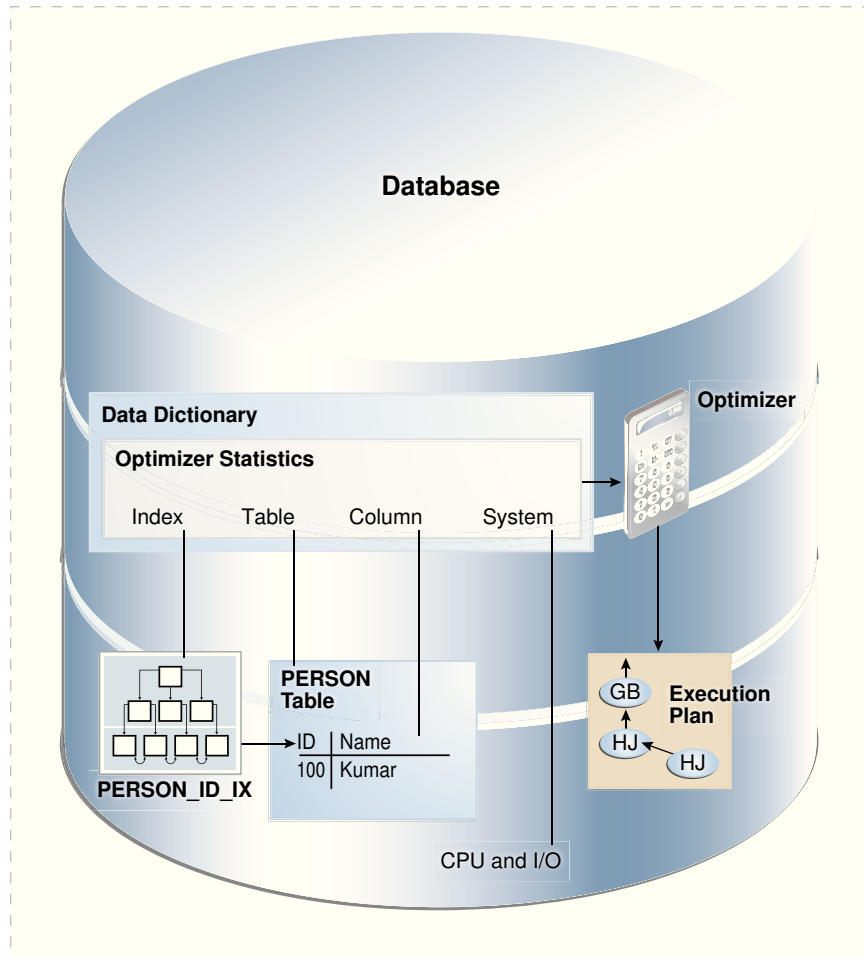 Database
Data Dictionary
Optimizer
Optimizer Statistics
Index Table Column System
PERSON
Table
ID Name
100 Kumar
PERSON_ID_IX
GB
HJ
HJ
Execution
Plan
CPU and I/O